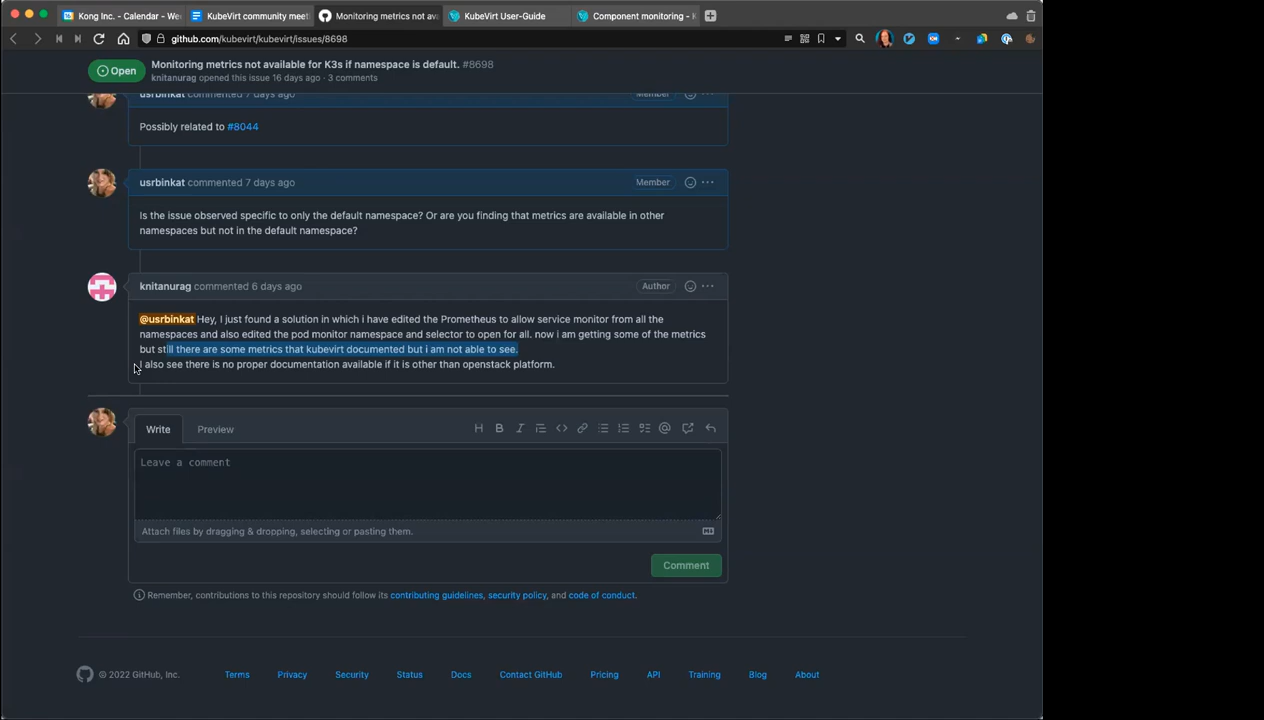 Kong Inc. - Calendar - We
KubeVirt community mee
Monitoring metrics not ava
KubeVirt User-Guide
Component monitoring - K
github.com/kubevirt/kubevirt/issues/8698
Open
Monitoring metrics not available for K3s if namespace is default. #8698
knitanurag opened this issue 16 days ago · 3 comments
usrbinkat commented 7 days ago
Member
Possibly related to #8044
usrbinkat commented 7 days ago
Member
Is the issue observed specific to only the default namespace? Or are you finding that metrics are available in other
namespaces but not in the default namespace?
knitanurag commented 6 days ago
Author
@usrbinkat Hey, I just found a solution in which i have edited the Prometheus to allow service monitor from all the
namespaces and also edited the pod monitor namespace and selector to open for all. now i am getting some of the metrics
but still there are some metrics that kubevirt documented but i am not able to see.
I also see there is no proper documentation available if it is other than openstack platform.
Write
Preview
Leave a comment
Attach files by dragging & dropping, selecting or pasting them.
Comment
Remember, contributions to this repository should follow its contributing guidelines, security policy, and code of conduct.
© 2022 GitHub, Inc.
Terms
Privacy
Security
Status
Docs
Contact GitHub
Pricing
API
Training
Blog
About